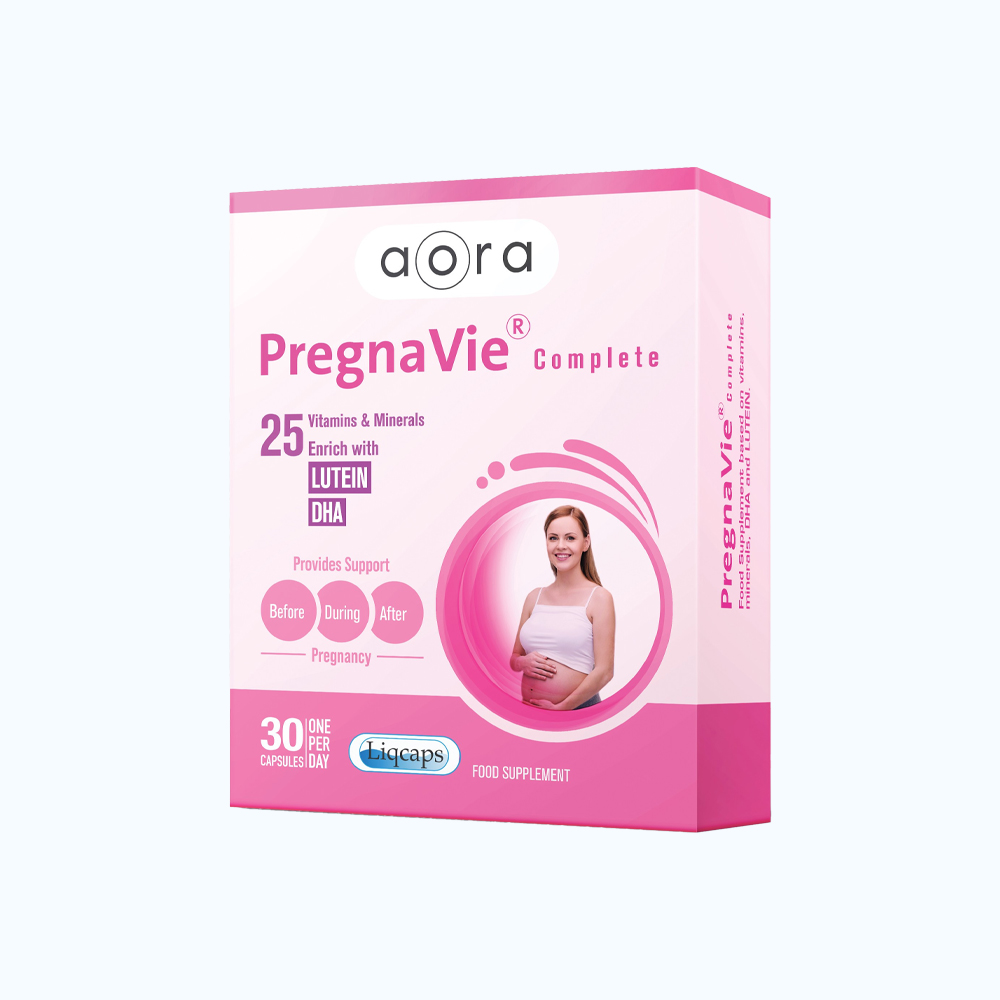 aora
PregnaVie® Complete
25 Vitamins & Minerals
Enrich with
LUTEIN
DHA
Provides Support
Before During After
Pregnancy
30 CAPSULES
ONE PER DAY
Liqcaps
FOOD SUPPLEMENT
PregnaVie® Complete
Food Supplement based on vitamins,
minerals, DHA and LUTEIN.